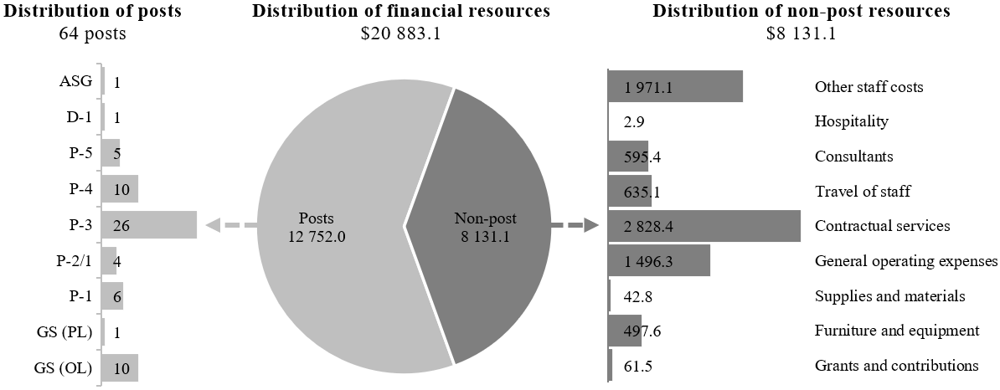 Distribution of posts
64 posts
ASG 1
D-1 1
P-5 5
P-4 10
P-3 26
P-2/1 4
P-1 6
GS (PL) 1
GS (OL) 10
Distribution of financial resources
$20 883.1
Posts
12 752.0
Non-post
8 131.1
Distribution of non-post resources
$8 131.1
1 971.1 Other staff costs
2.9 Hospitality
595.4 Consultants
635.1 Travel of staff
2 828.4 Contractual services
1 496.3 General operating expenses
42.8 Supplies and materials
497.6 Furniture and equipment
61.5 Grants and contributions